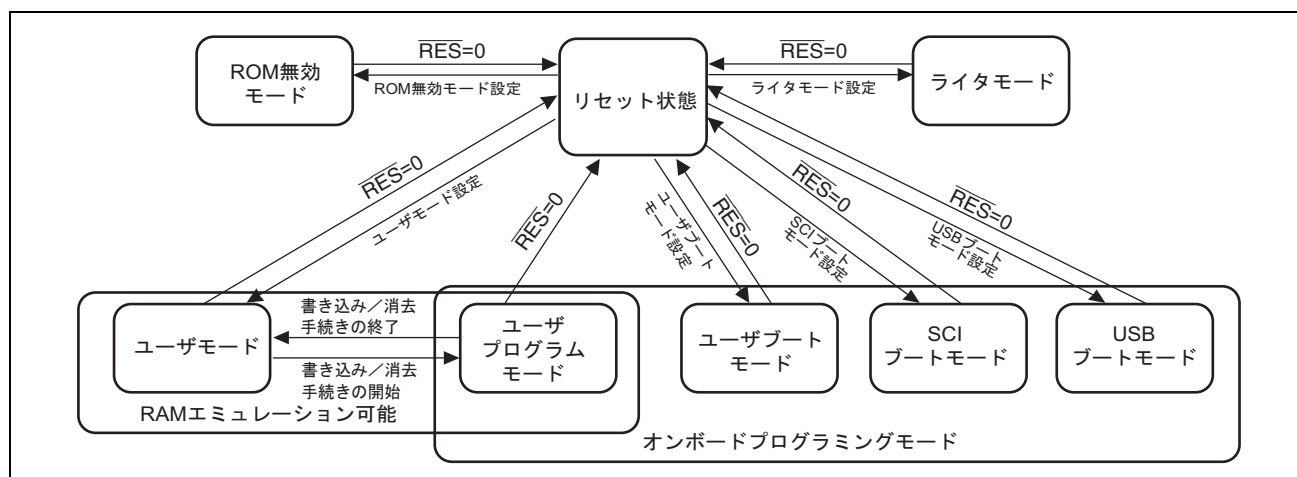 ROM無効
モード
RES=0
ROM無効モード設定
リセット状態
RES=0
ライタモード設定
ライタモード
RES=0
ユーザモード設定
RES=0
ユーザブート
モード設定
RES=0
SCIブート
モード設定
RES=0
USBブート
モード設定
RES=0
ユーザモード
書き込み／消去
手続きの終了
書き込み／消去
手続きの開始
ユーザ
プログラム
モード
ユーザブート
モード
SCI
ブートモード
USB
ブートモード
RAMエミュレーション可能
オンボードプログラミングモード